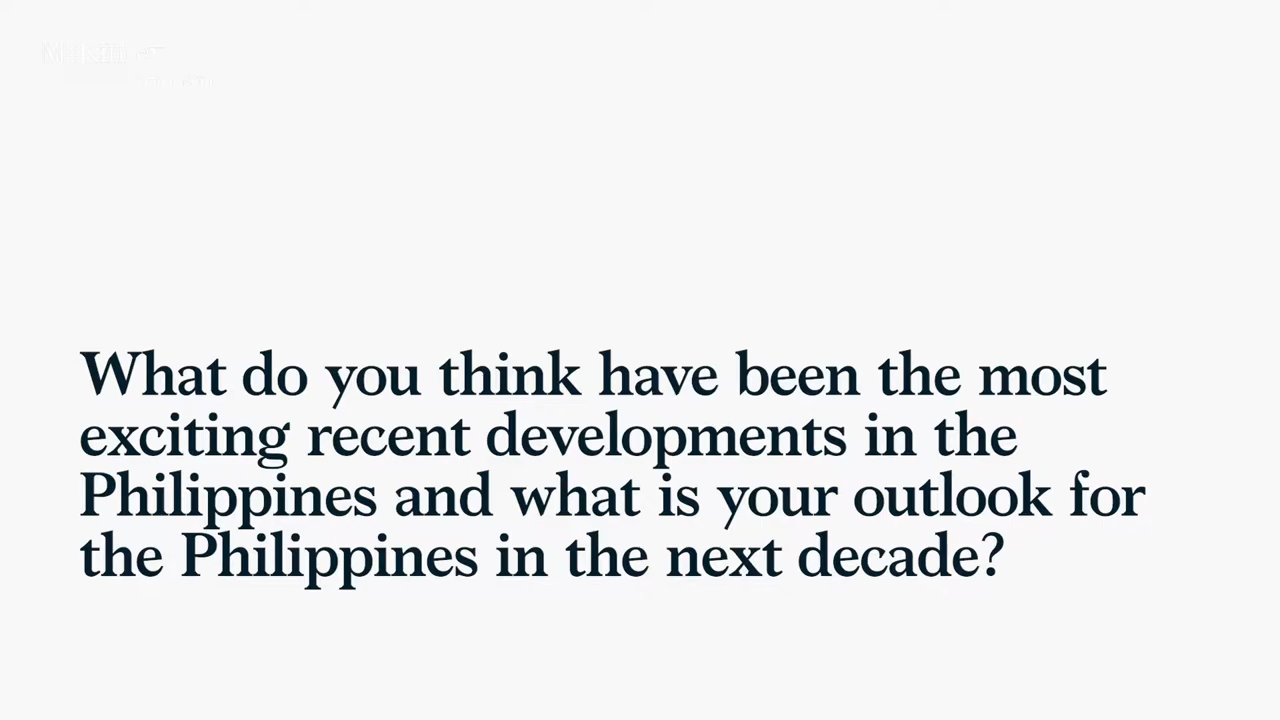 What do you think have been the most
exciting recent developments in the
Philippines and what is your outlook for
the Philippines in the next decade?